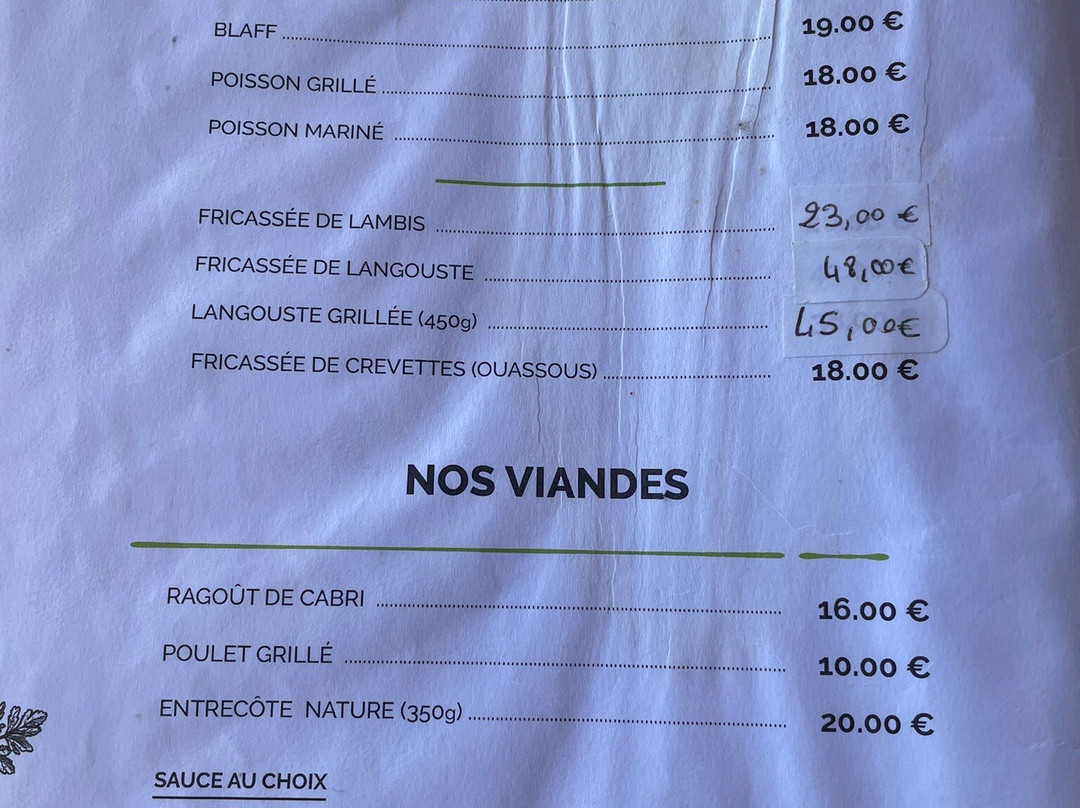 BLAFF 19.00 €
POISSON GRILLÉ 18.00 €
POISSON MARINÉ 18.00 €
FRICASSÉE DE LAMBIS 23,00 €
FRICASSÉE DE LANGOUSTE 48,00€
LANGOUSTE GRILLÉE (450g) 45,00€
FRICASSÉE DE CREVETTES (OUASSOUS) 18.00 €
NOS VIANDES
RAGOÛT DE CABRI 16.00 €
POULET GRILLÉ 10.00 €
ENTRECÔTE NATURE (350g) 20.00 €
SAUCE AU CHOIX